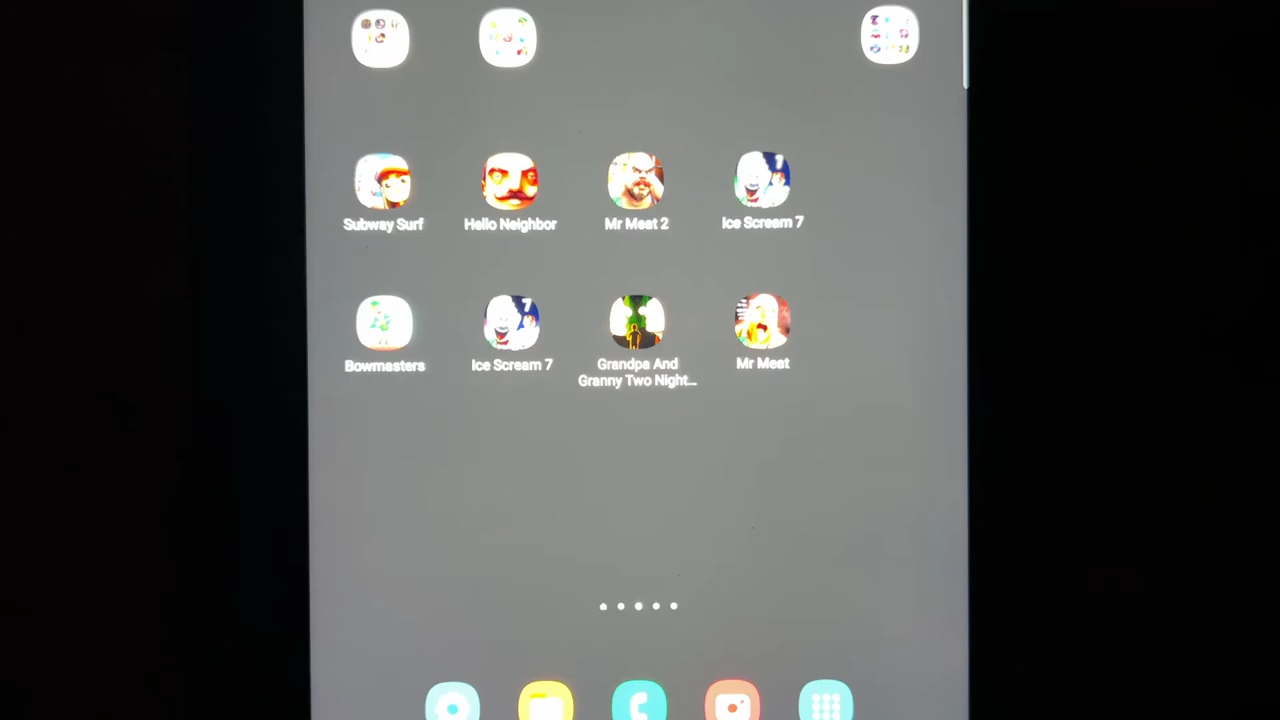 Subway Surf
Hello Neighbor
Mr Meat 2
Ice Scream 7
Bowmasters
Ice Scream 7
Grandpa And
Granny Two Night...
Mr Meat